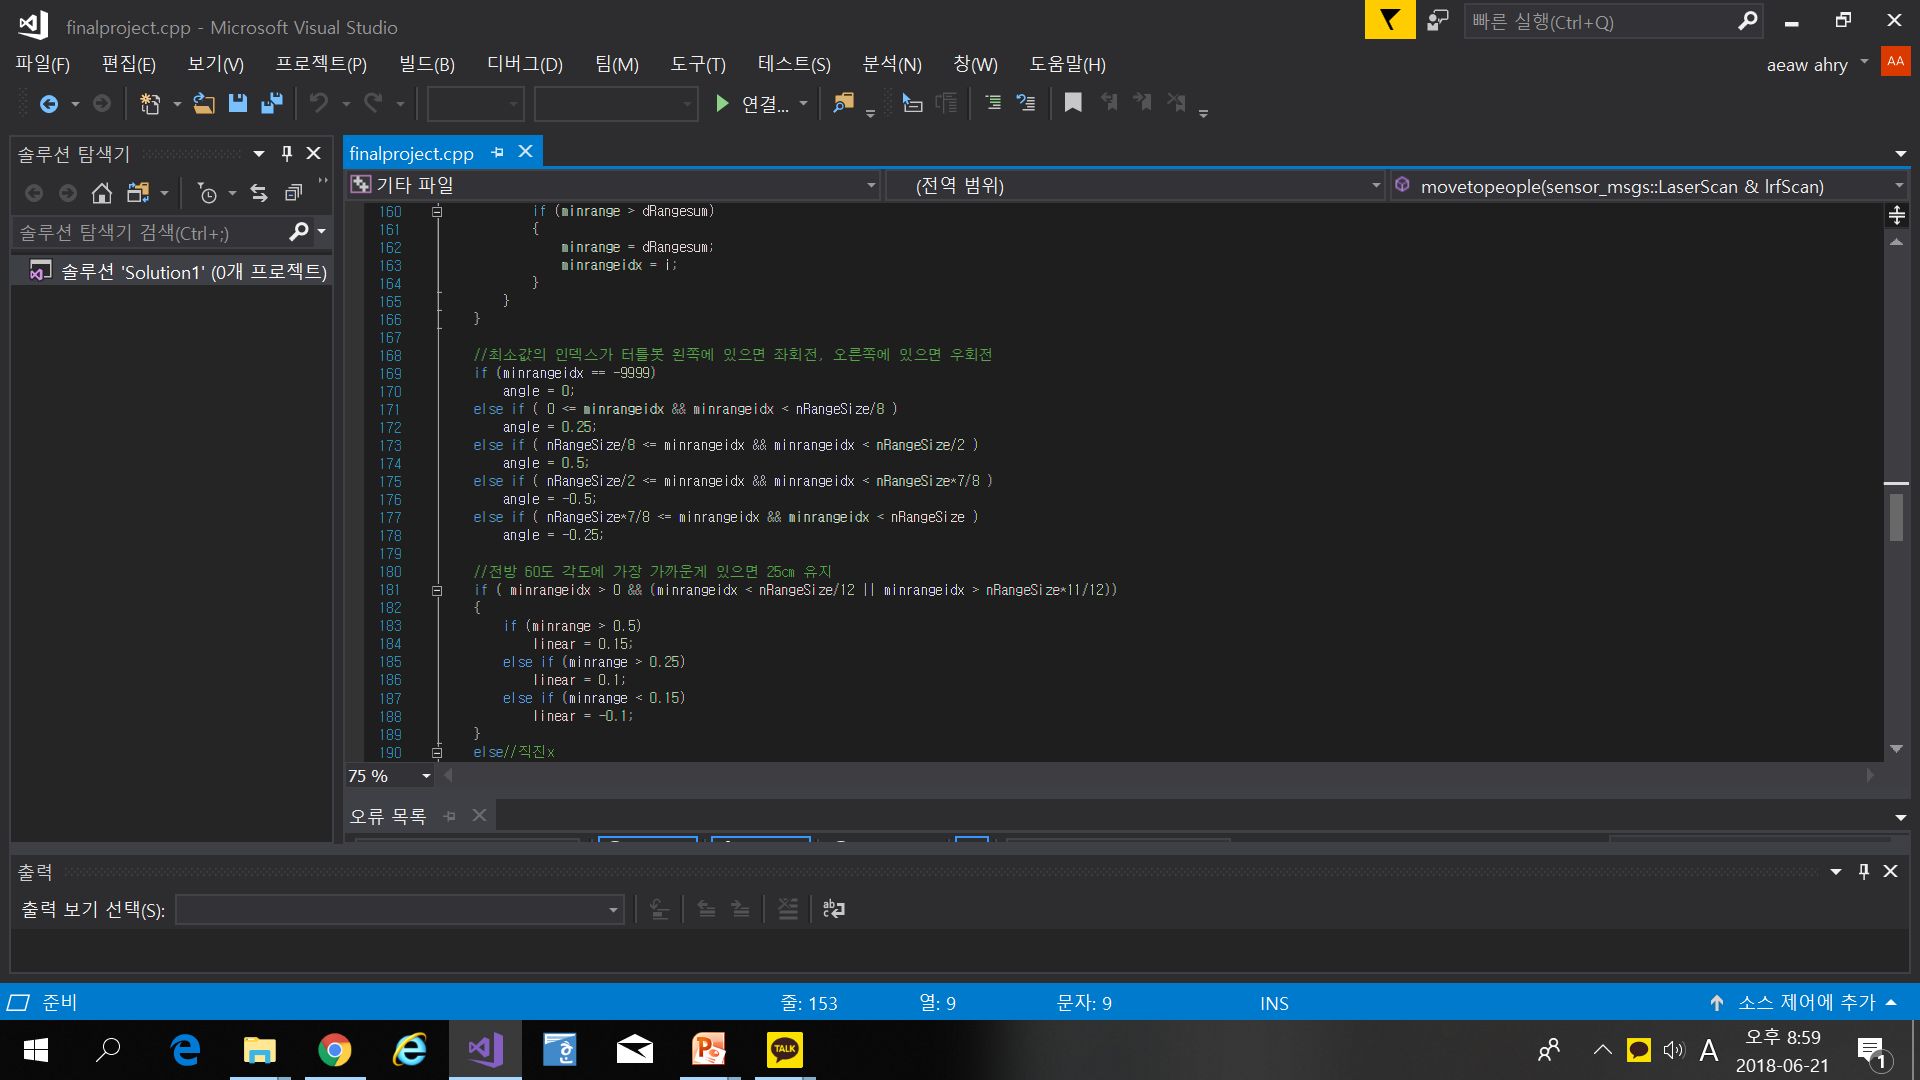 finalproject.cpp - Microsoft Visual Studio
빠른 실행(Ctrl+Q)
파일(F) 편집(E) 보기(V) 프로젝트(P) 빌드(B) 디버그(D) 팀(M) 도구(T) 테스트(S) 분석(N) 창(W) 도움말(H)
aeaw ahry AA
연결...
솔루션 탐색기
솔루션 탐색기 검색(Ctrl+;)
솔루션 'Solution1' (0개 프로젝트)
finalproject.cpp
기타 파일 (전역 범위) movetopeople(sensor_msgs::LaserScan & lrfScan)
160 if (minrange > dRangesum)
161 {
162 minrange = dRangesum;
163 minrangeidx = i;
164 }
165 }
166 }
167
168 //최소값의 인덱스가 터틀봇 왼쪽에 있으면 좌회전, 오른쪽에 있으면 우회전
169 if (minrangeidx == -9999)
170 angle = 0;
171 else if ( 0 <= minrangeidx && minrangeidx < nRangeSize/8 )
172 angle = 0.25;
173 else if ( nRangeSize/8 <= minrangeidx && minrangeidx < nRangeSize/2 )
174 angle = 0.5;
175 else if ( nRangeSize/2 <= minrangeidx && minrangeidx < nRangeSize*7/8 )
176 angle = -0.5;
177 else if ( nRangeSize*7/8 <= minrangeidx && minrangeidx < nRangeSize )
178 angle = -0.25;
179
180 //전방 60도 각도에 가장 가까운게 있으면 25cm 유지
181 if ( minrangeidx > 0 && (minrangeidx < nRangeSize/12 || minrangeidx > nRangeSize*11/12))
182 {
183 if (minrange > 0.5)
184 linear = 0.15;
185 else if (minrange > 0.25)
186 linear = 0.1;
187 else if (minrange < 0.15)
188 linear = -0.1;
189 }
190 else//직진x
75 %
오류 목록
출력
출력 보기 선택(S):
준비 줄: 153 열: 9 문자: 9 INS 소스 제어에 추가
TALK
A
오후 8:59
2018-06-21
1